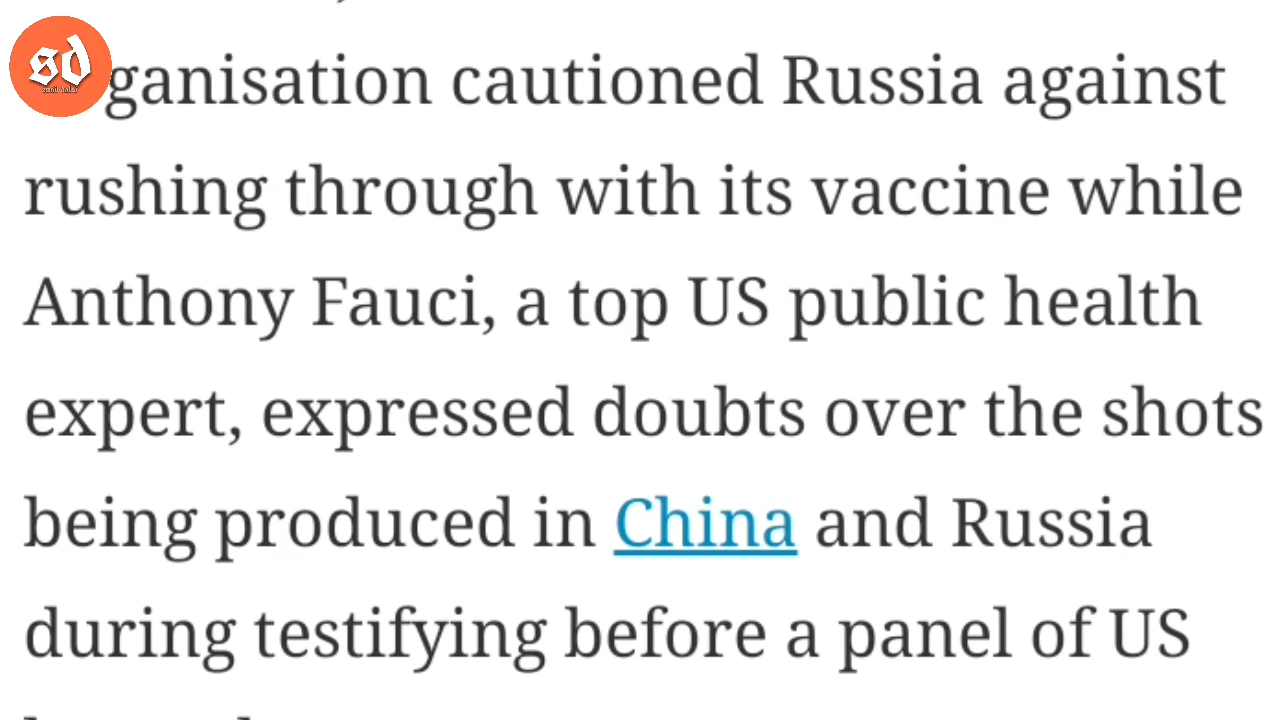 sd
ganisation cautioned Russia against
rushing through with its vaccine while
Anthony Fauci, a top US public health
expert, expressed doubts over the shots
being produced in China and Russia
during testifying before a panel of US